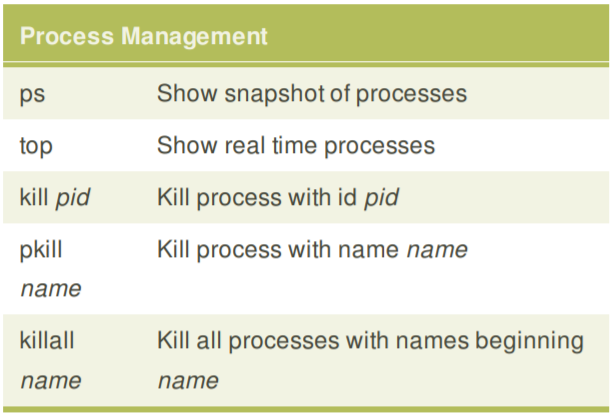 Process Management
ps Show snapshot of processes
top Show real time processes
kill pid Kill process with id pid
pkill Kill process with name name
name
killall Kill all processes with names beginning
name name